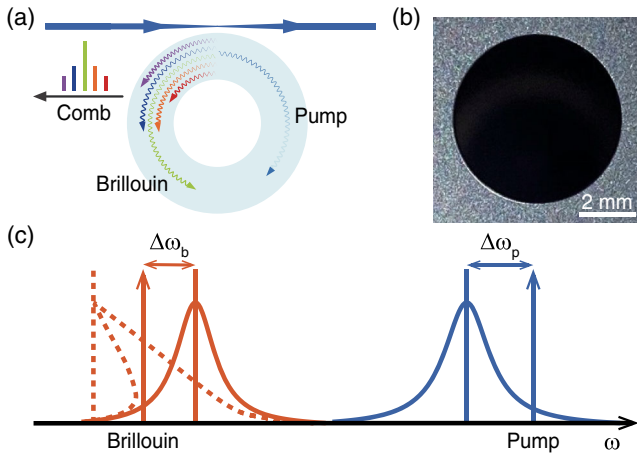 (a)
Comb
Pump
Brillouin
(b)
2 mm
(c)
Δω_b
Δω_p
Brillouin
Pump
ω